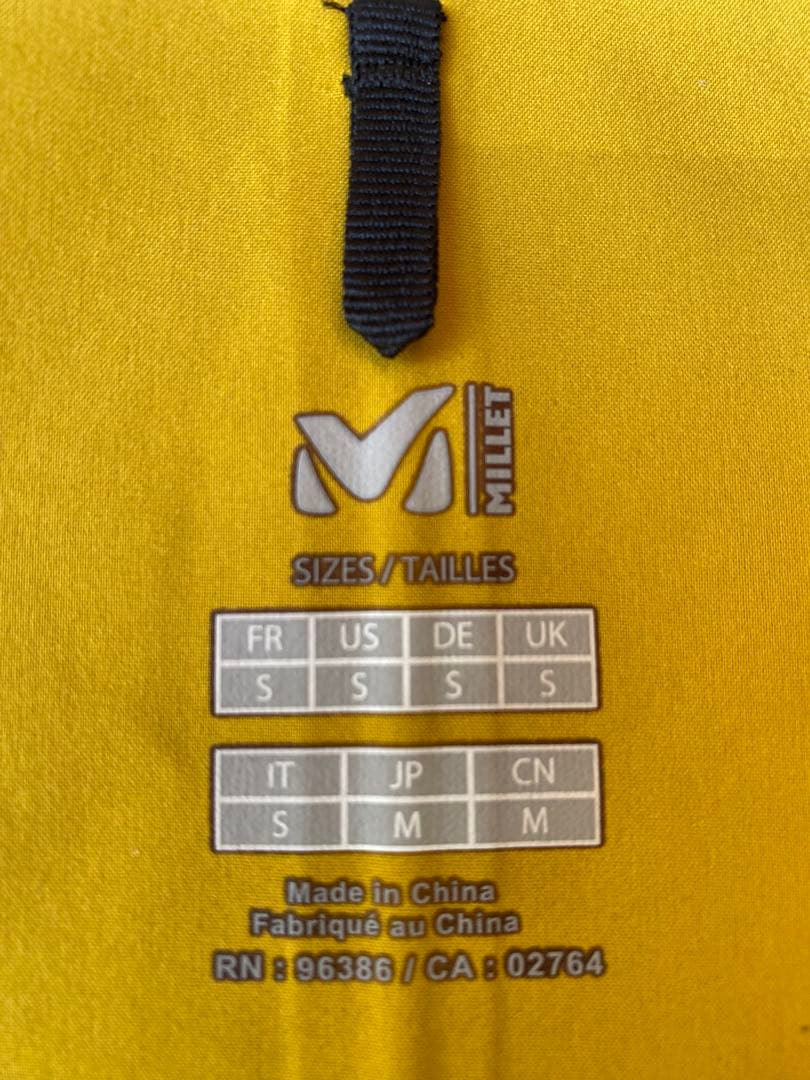 MILLET
SIZES / TAILLES
FR US DE UK
S S S S
IT JP CN
S M M
Made in China
Fabriqué au China
RN : 96386 / CA : 02764